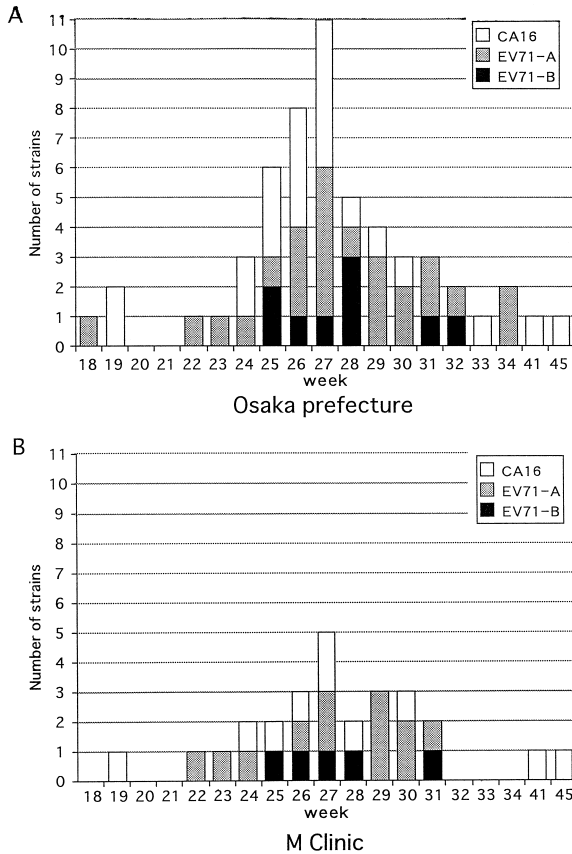 A
11
10
9
8
7
6
5
4
3
2
1
0
Number of strains
CA16
EV71-A
EV71-B
18 19 20 21 22 23 24 25 26 27 28 29 30 31 32 33 34 41 45
week
Osaka prefecture
B
11
10
9
8
7
6
5
4
3
2
1
0
Number of strains
CA16
EV71-A
EV71-B
18 19 20 21 22 23 24 25 26 27 28 29 30 31 32 33 34 41 45
week
M Clinic